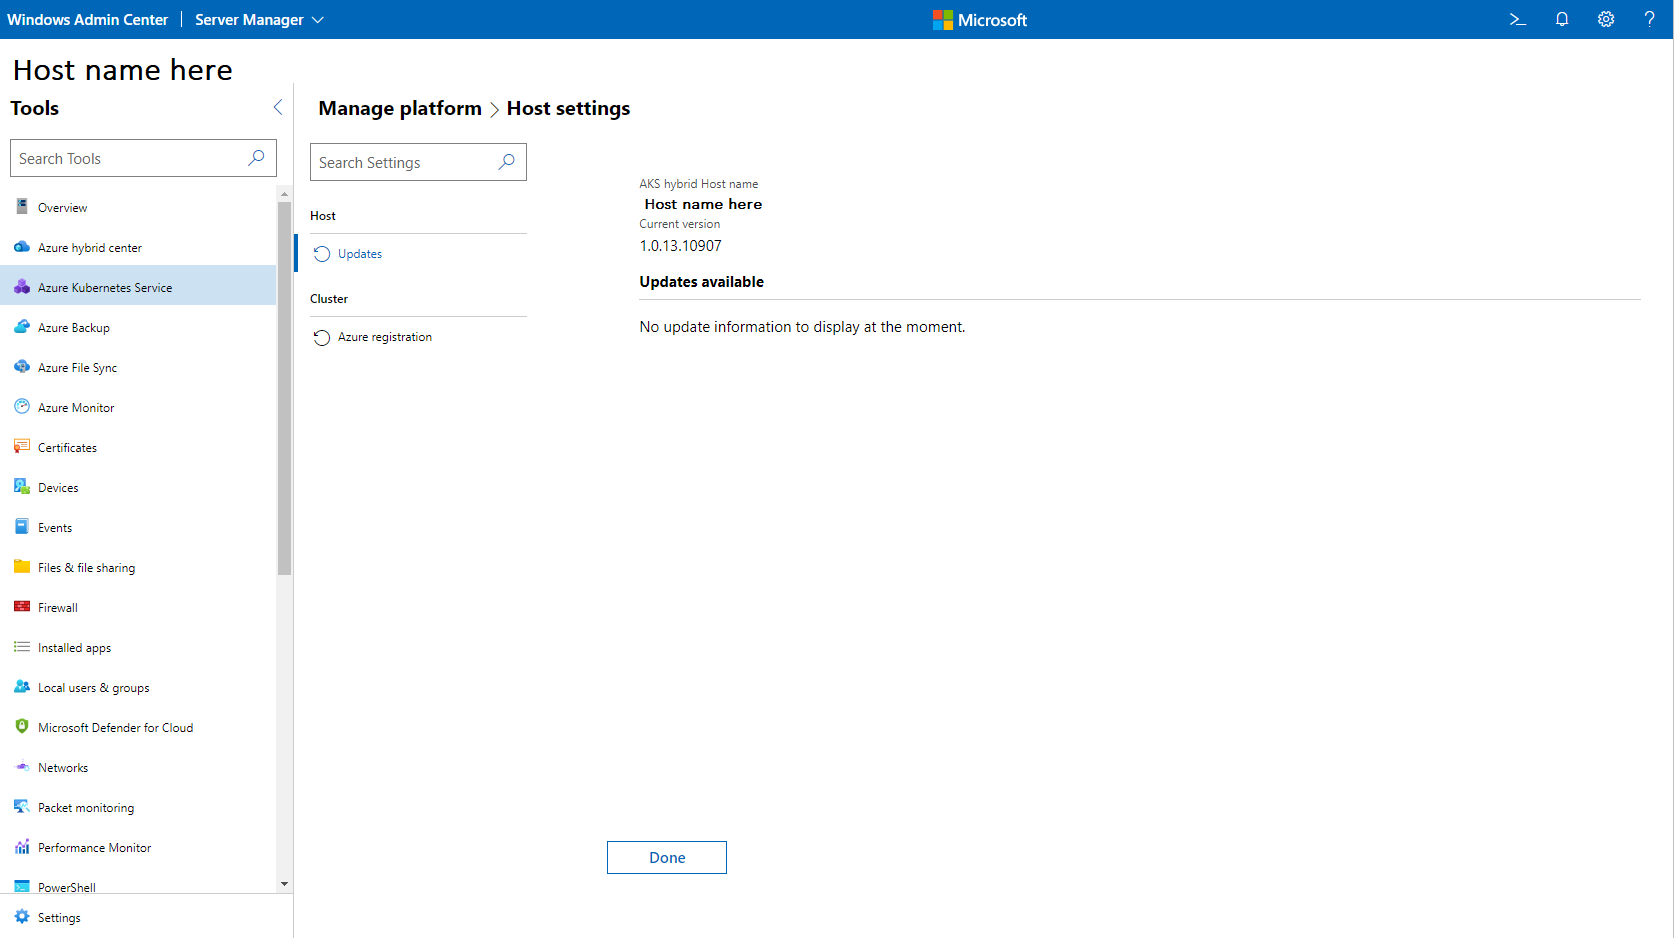 Windows Admin Center
Server Manager
Microsoft
?
Host name here
Tools
Search Tools
Overview
Azure hybrid center
Azure Kubernetes Service
Azure Backup
Azure File Sync
Azure Monitor
Certificates
Devices
Events
Files & file sharing
Firewall
Installed apps
Local users & groups
Microsoft Defender for Cloud
Networks
Packet monitoring
Performance Monitor
PowerShell
Settings
Manage platform > Host settings
Search Settings
Host
Updates
Cluster
Azure registration
AKS hybrid Host name
Host name here
Current version
1.0.13.10907
Updates available
No update information to display at the moment.
Done